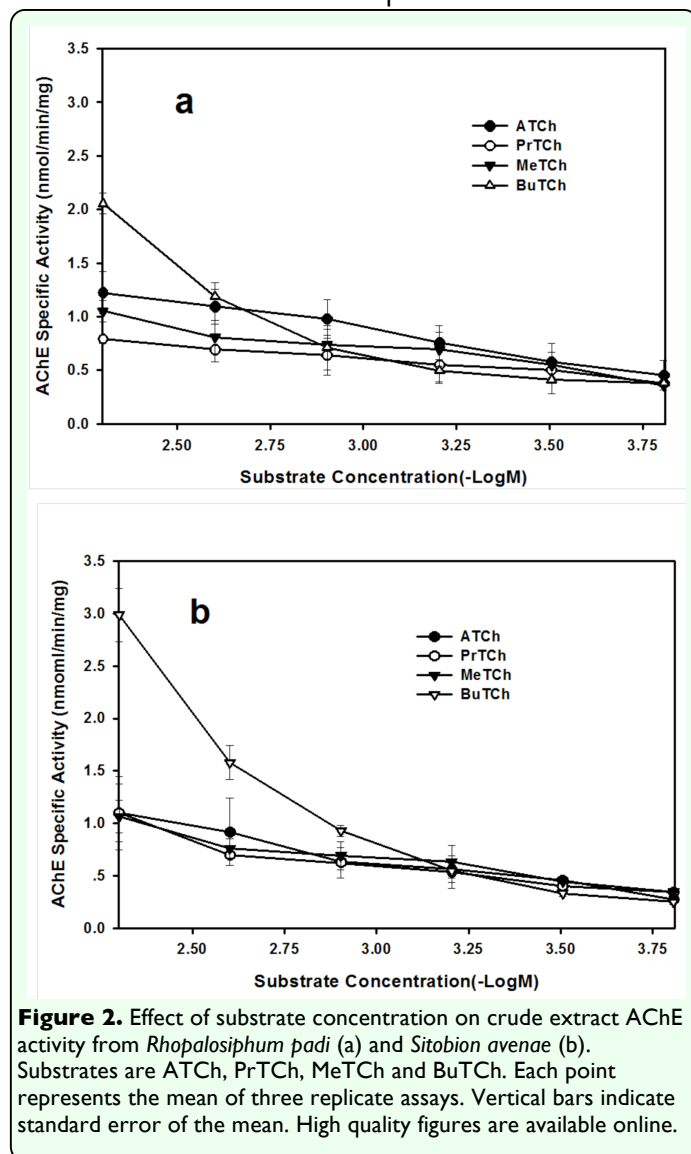 3.5
3.0
2.5
2.0
1.5
1.0
0.5
0.0
AChE Specific Activity (nmol/min/mg)
a
ATCh
PrTCh
MeTCh
BuTCh
2.50 2.75 3.00 3.25 3.50 3.75
Substrate Concentration(-LogM)
3.5
3.0
2.5
2.0
1.5
1.0
.5
0.0
AChE Specific Activity (nmoml/min/mg)
b
ATCh
PrTCh
MeTCh
BuTCh
2.50 2.75 3.00 3.25 3.50 3.75
Substrate Concentration(-LogM)
Figure 2. Effect of substrate concentration on crude extract AChE
activity from Rhopalosiphum padi (a) and Sitobion avenae (b).
Substrates are ATCh, PrTCh, MeTCh and BuTCh. Each point
represents the mean of three replicate assays. Vertical bars indicate
standard error of the mean. High quality figures are available online.